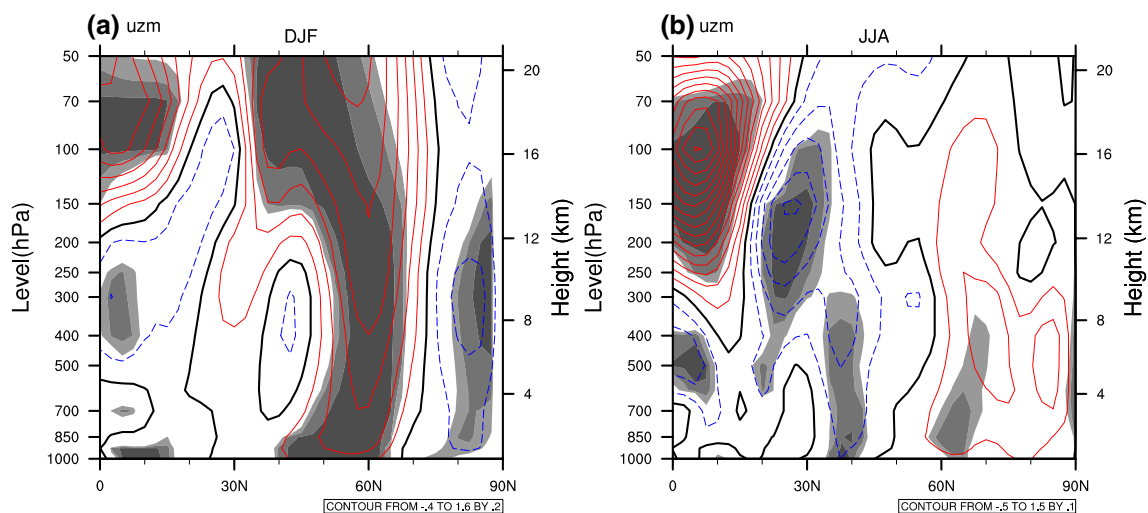 (a) uzm
DJF
50
70
100
150
200
250
300
400
500
700
850
1000
Level(hPa)
20
16
12
8
4
Height (km)
0
30N
60N
90N
CONTOUR FROM -.4 TO 1.6 BY .2
(b) uzm
JJA
50
70
100
150
200
250
300
400
500
700
850
1000
Level(hPa)
20
16
12
8
4
Height (km)
0
30N
60N
90N
CONTOUR FROM -.5 TO 1.5 BY .1